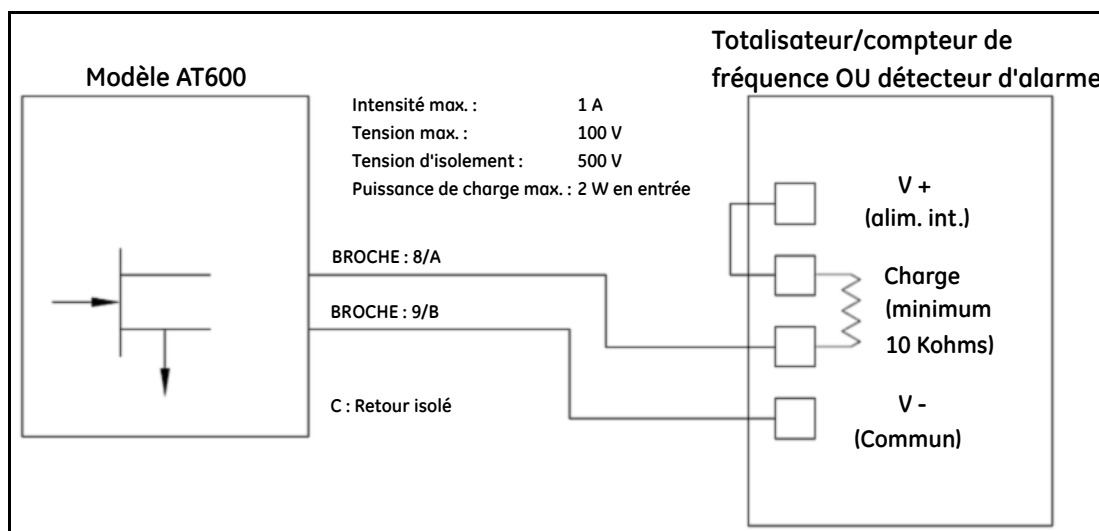 Modèle AT600
Totalisateur/compteur de
fréquence OU détecteur d'alarme
Intensité max. : 1 A
Tension max. : 100 V
Tension d'isolement : 500 V
Puissance de charge max. : 2 W en entrée
V +
(alim. int.)
BROCHE : 8/A
Charge
(minimum
10 Kohms)
BROCHE : 9/B
C : Retour isolé
V -
(Commun)